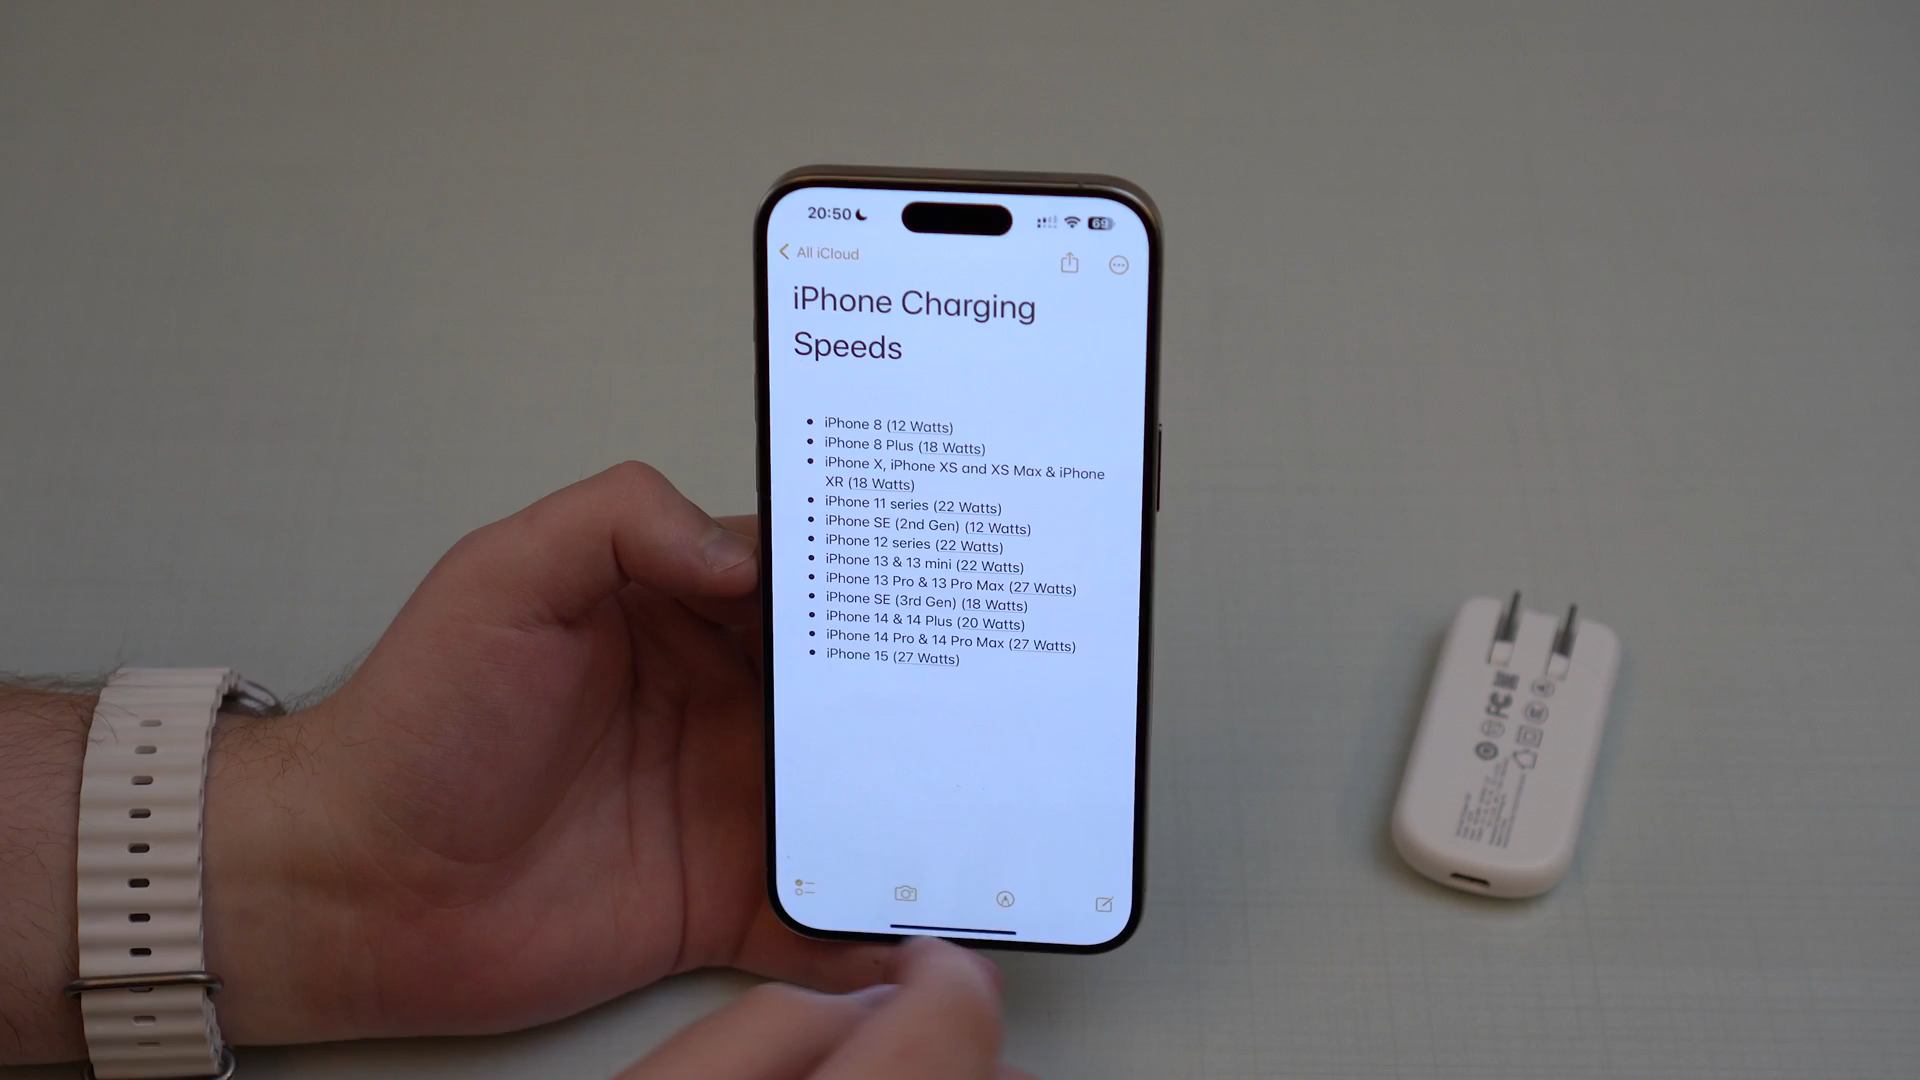 20:50
69
All iCloud
iPhone Charging
Speeds
• iPhone 8 (12 Watts)
• iPhone 8 Plus (18 Watts)
• iPhone X, iPhone XS and XS Max & iPhone
XR (18 Watts)
• iPhone 11 series (22 Watts)
• iPhone SE (2nd Gen) (12 Watts)
• iPhone 12 series (22 Watts)
• iPhone 13 & 13 mini (22 Watts)
• iPhone 13 Pro & 13 Pro Max (27 Watts)
• iPhone SE (3rd Gen) (18 Watts)
• iPhone 14 & 14 Plus (20 Watts)
• iPhone 14 Pro & 14 Pro Max (27 Watts)
• iPhone 15 (27 Watts)
FC